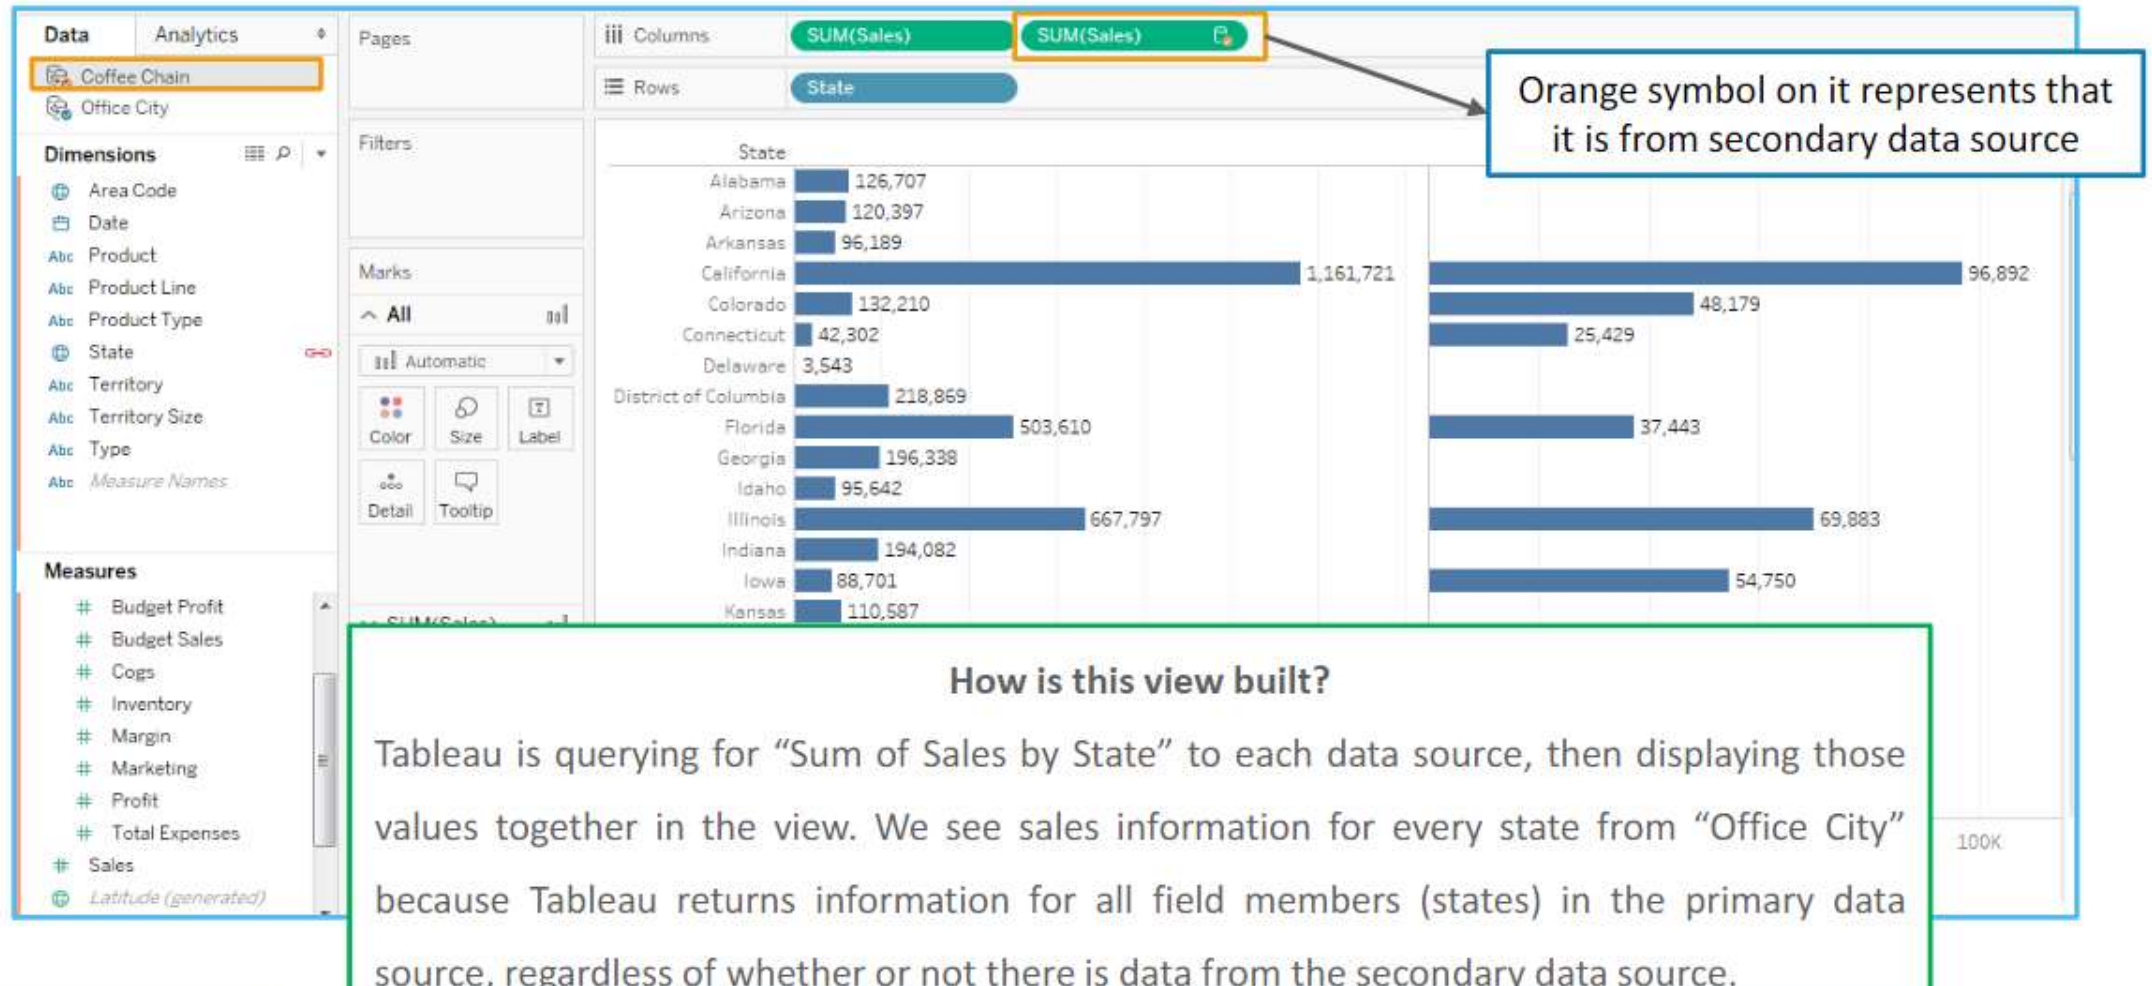 Data Analytics
Coffee Chain
Office City
Dimensions
Area Code
Date
Abc Product
Abc Product Line
Abc Product Type
State
Abc Territory
Abc Territory Size
Abc Type
Abc Measure Names
Measures
# Budget Profit
# Budget Sales
# Cogs
# Inventory
# Margin
# Marketing
# Profit
# Total Expenses
# Sales
Latitude (generated)
Pages
Filters
Marks
All
Automatic
Color Size Label
Detail Tooltip
SUM(Sales)
Columns SUM(Sales) SUM(Sales)
Rows State
Orange symbol on it represents that
it is from secondary data source
State
Alabama 126,707
Arizona 120,397
Arkansas 96,189
California 1,161,721 96,892
Colorado 132,210 48,179
Connecticut 42,302 25,429
Delaware 3,543
District of Columbia 218,869
Florida 503,610 37,443
Georgia 196,338
Idaho 95,642
Illinois 667,797 69,883
Indiana 194,082
Iowa 88,701 54,750
Kansas 110,587
100K
How is this view built?
Tableau is querying for “Sum of Sales by State” to each data source, then displaying those
values together in the view. We see sales information for every state from “Office City”
because Tableau returns information for all field members (states) in the primary data
source, regardless of whether or not there is data from the secondary data source.